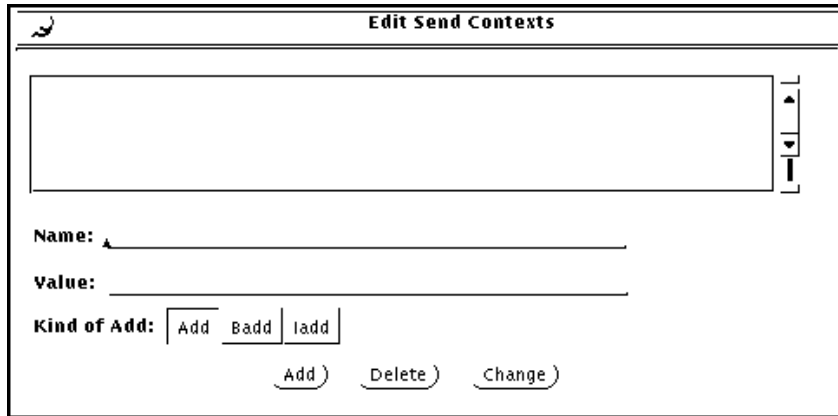 Edit Send Contexts
Name:
Value:
Kind of Add: Add Badd Iadd
Add Delete Change